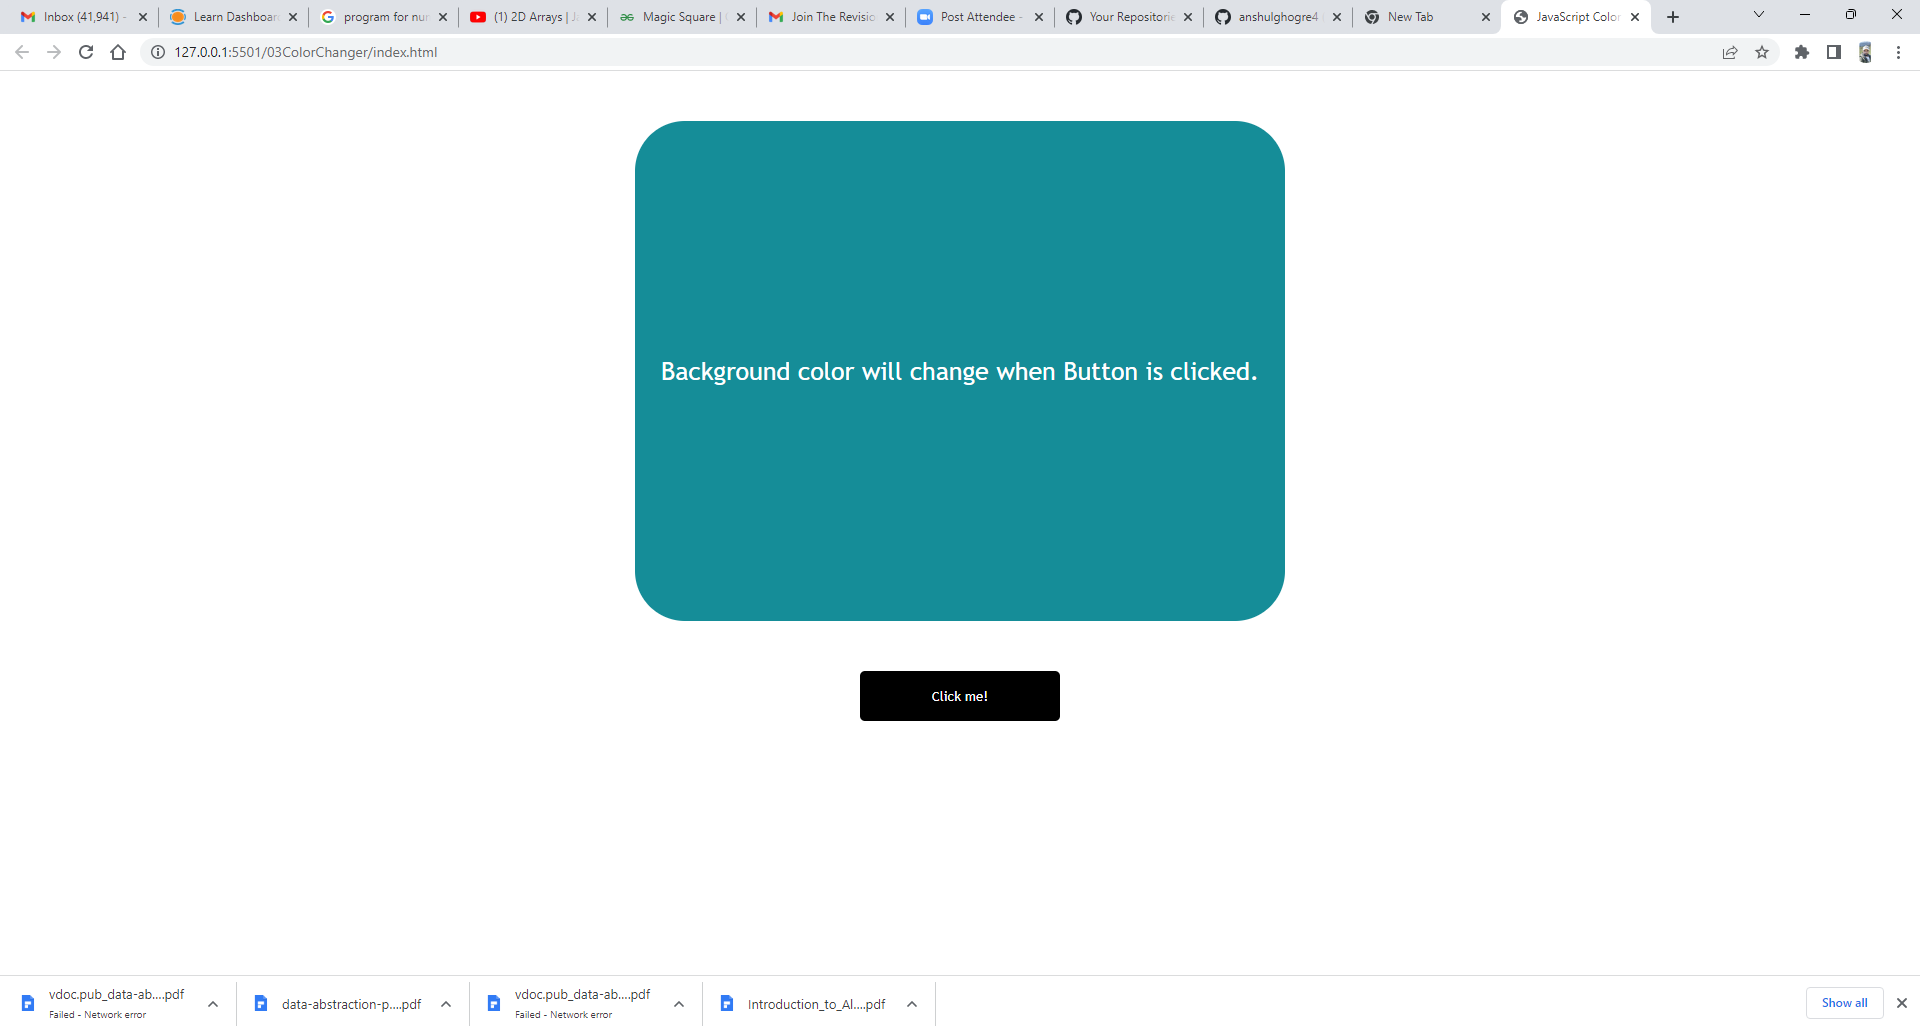 Inbox (41,941) -
Learn Dashboar
program for nu
(1) 2D Arrays | J
Magic Square |
Join The Revisio
Post Attendee -
Your Repositorie
anshulghogre4
New Tab
JavaScript Color
127.0.0.1:5501/03ColorChanger/index.html
Background color will change when Button is clicked.
Click me!
vdoc.pub_data-ab....pdf
Failed - Network error
data-abstraction-p....pdf
vdoc.pub_data-ab....pdf
Failed - Network error
Introduction_to_Al....pdf
Show all